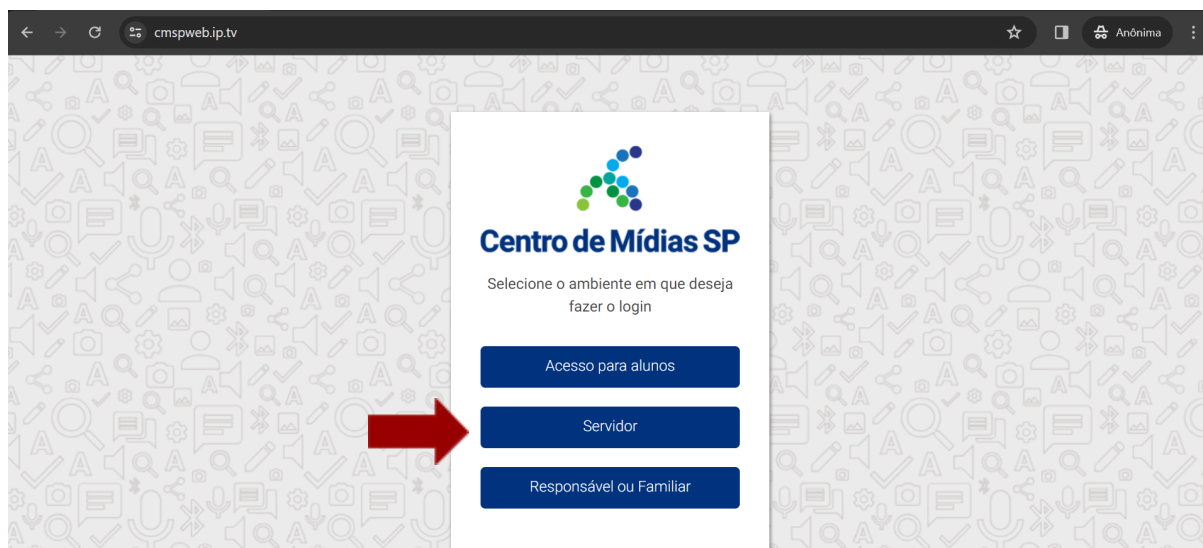 cmspweb.ip.tv
Anônima
Centro de Mídias SP
Selecione o ambiente em que deseja
fazer o login
Acesso para alunos
Servidor
Responsável ou Familiar